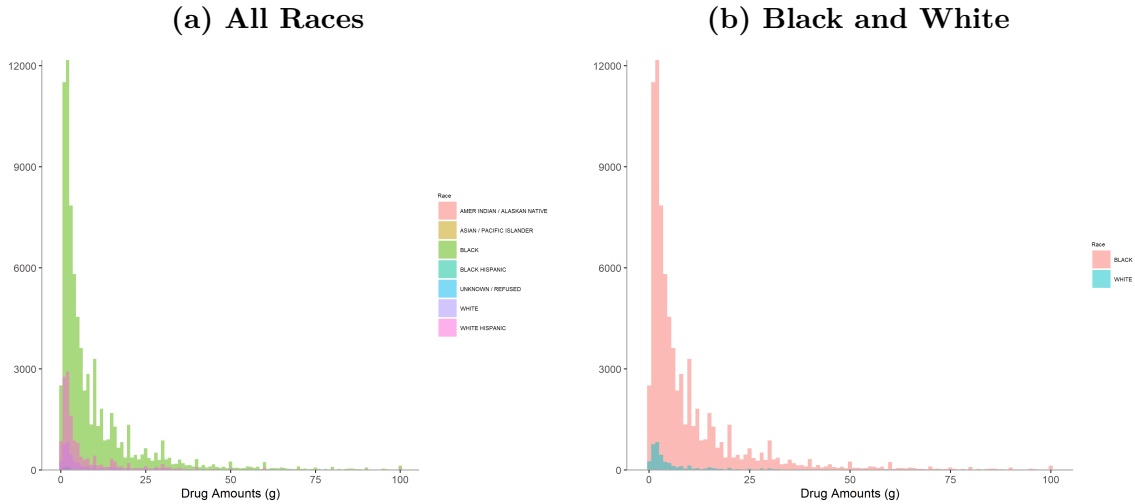 (a) All Races
12000
9000
6000
3000
0
0
25
50
75
100
Drug Amounts (g)
Race
AMER INDIAN / ALASKAN NATIVE
ASIAN / PACIFIC ISLANDER
BLACK
BLACK HISPANIC
UNKNOWN / REFUSED
WHITE
WHITE HISPANIC
(b) Black and White
12000
9000
6000
3000
0
0
25
50
75
100
Drug Amounts (g)
Race
BLACK
WHITE